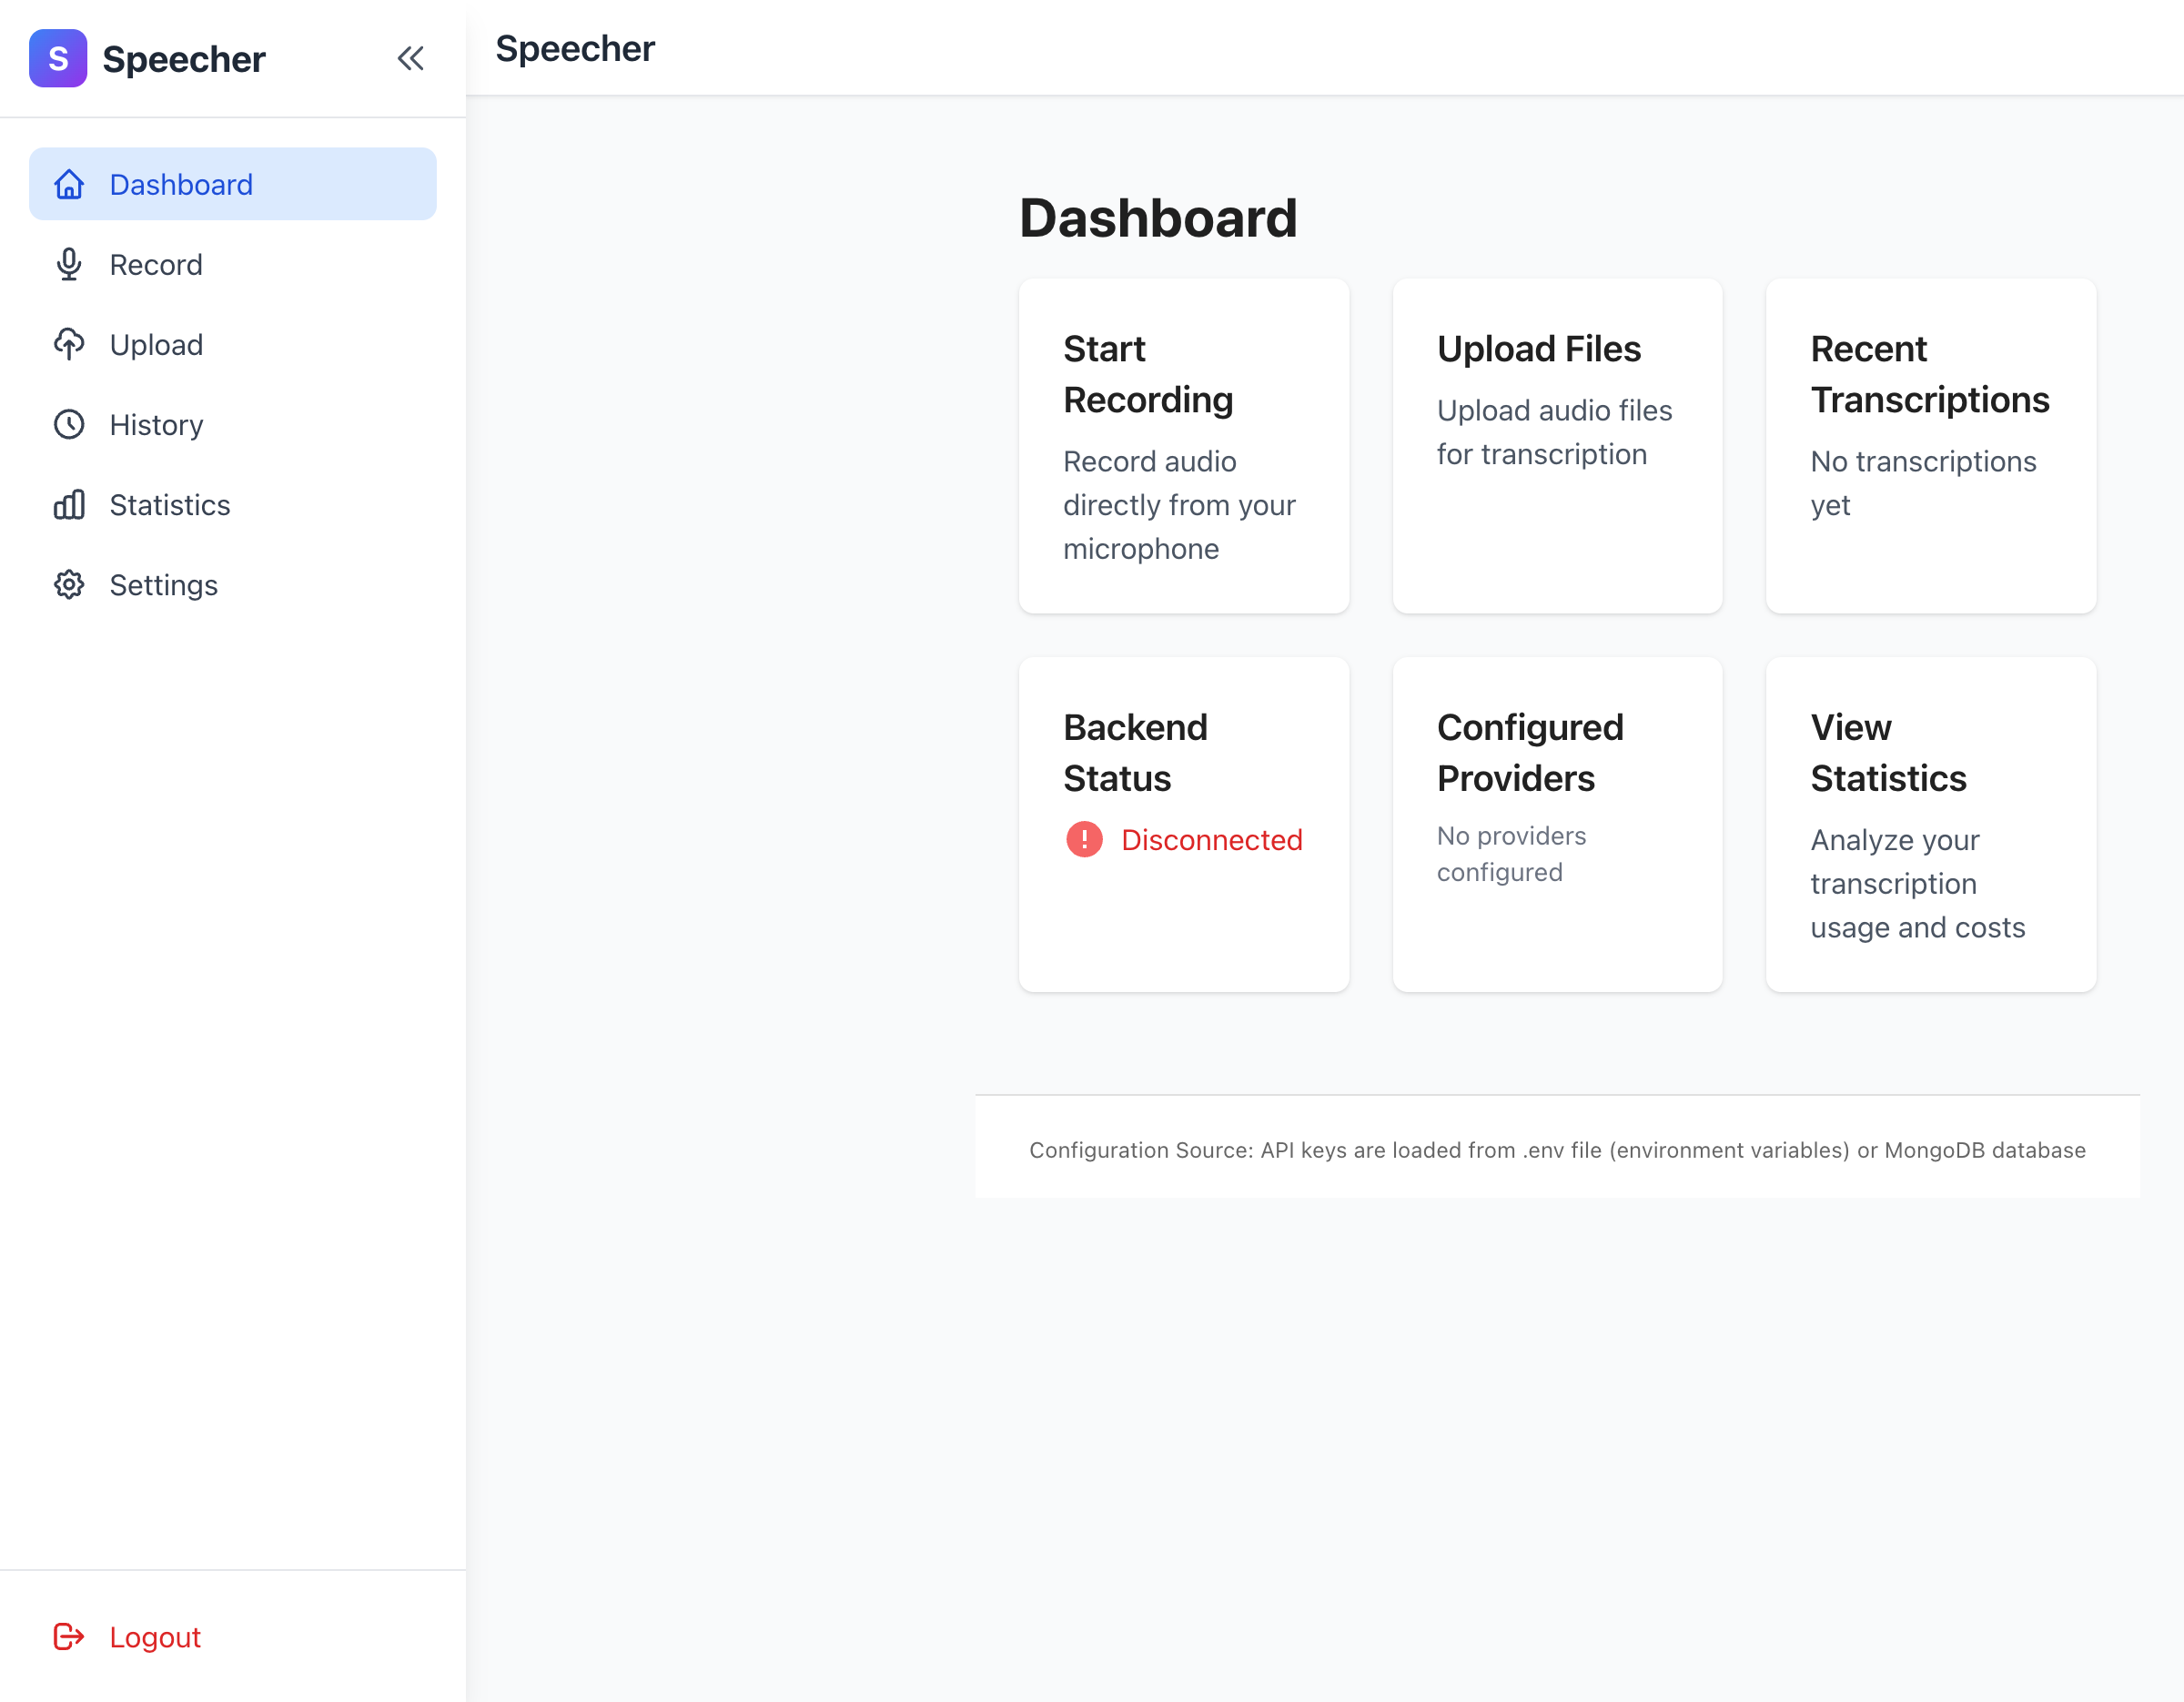 S
Speecher
Speecher
Dashboard
Record
Upload
History
Statistics
Settings
Logout
Dashboard
Start
Recording
Record audio
directly from your
microphone
Upload Files
Upload audio files
for transcription
Recent
Transcriptions
No transcriptions
yet
Backend
Status
! Disconnected
Configured
Providers
No providers
configured
View
Statistics
Analyze your
transcription
usage and costs
Configuration Source: API keys are loaded from .env file (environment variables) or MongoDB database